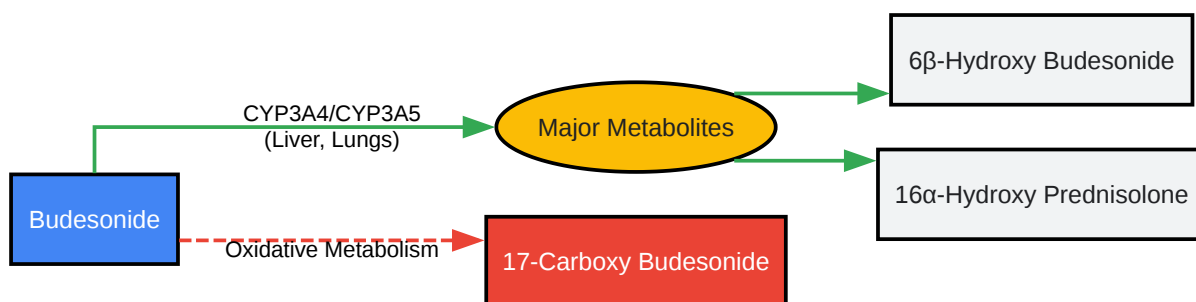 6β-Hydroxy Budesonide
CYP3A4/CYP3A5
(Liver, Lungs)
Major Metabolites
16α-Hydroxy Prednisolone
Budesonide
Oxidative Metabolism
17-Carboxy Budesonide